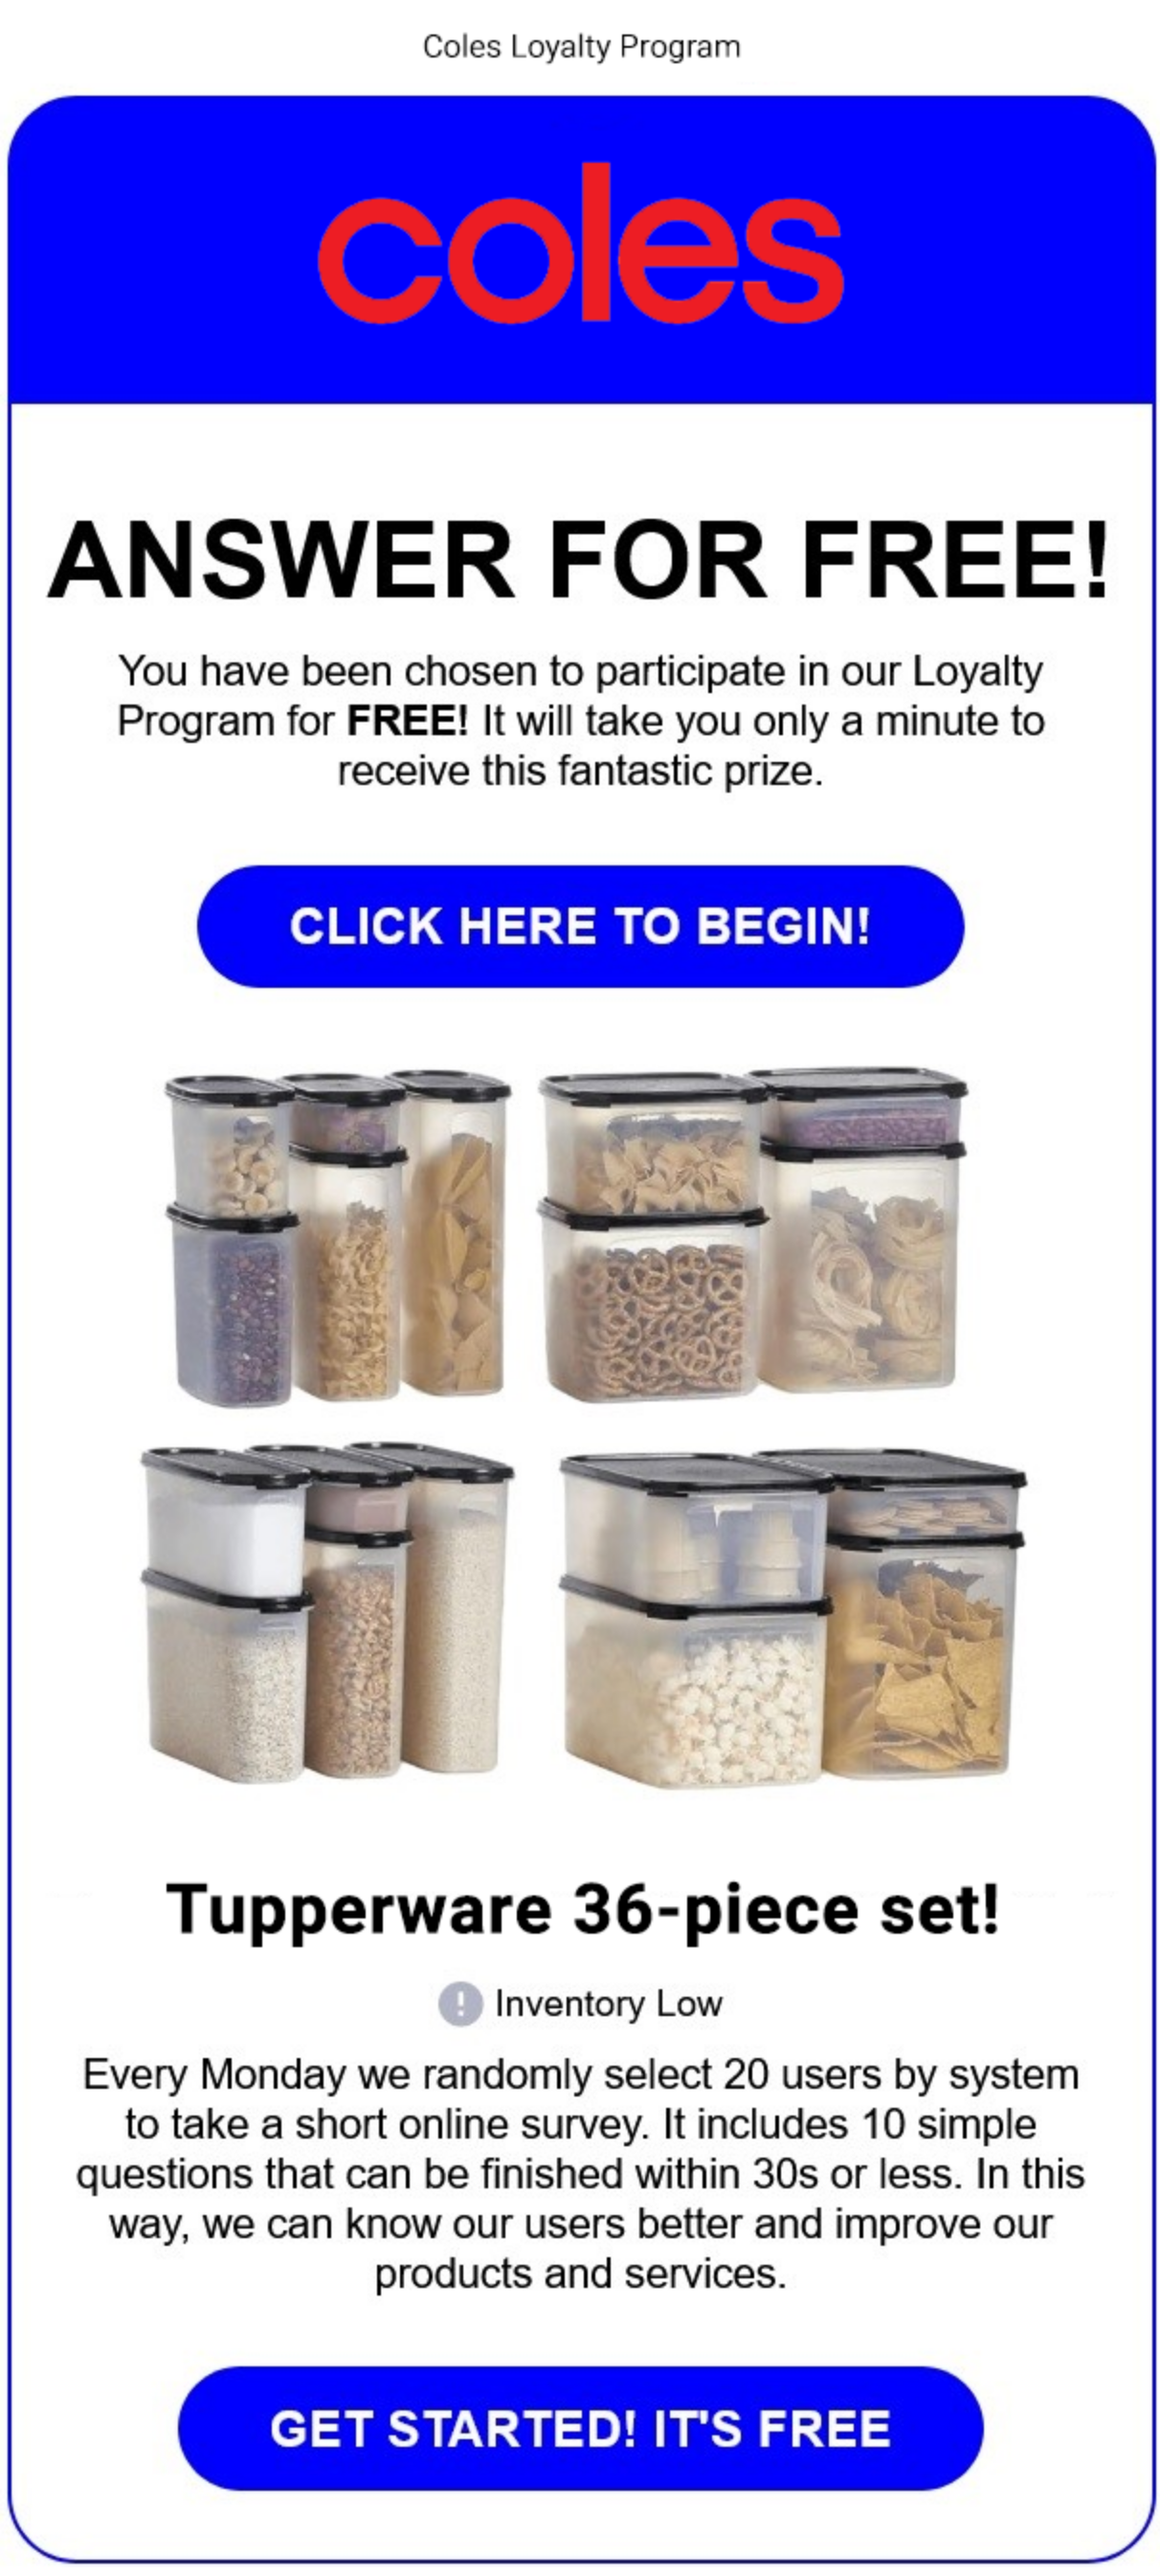 Coles Loyalty Program
coles
ANSWER FOR FREE!
You have been chosen to participate in our Loyalty
Program for FREE! It will take you only a minute to
receive this fantastic prize.
CLICK HERE TO BEGIN!
Tupperware 36-piece set!
! Inventory Low
Every Monday we randomly select 20 users by system
to take a short online survey. It includes 10 simple
questions that can be finished within 30s or less. In this
way, we can know our users better and improve our
products and services.
GET STARTED! IT'S FREE